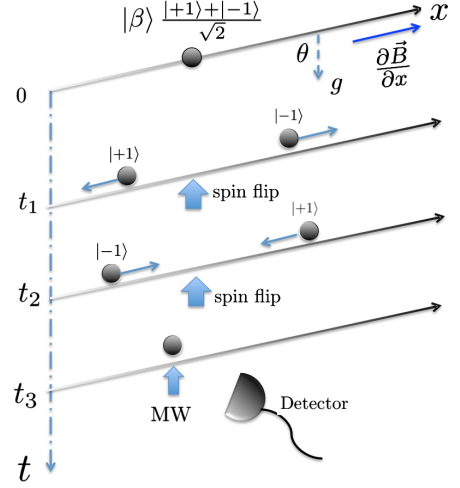 |β⟩ (|+1⟩+|−1⟩)/√2
x
θ
g
∂B⃗/∂x
0
|−1⟩
|+1⟩
t₁
spin flip
|+1⟩
|−1⟩
t₂
spin flip
t₃
MW
Detector
t